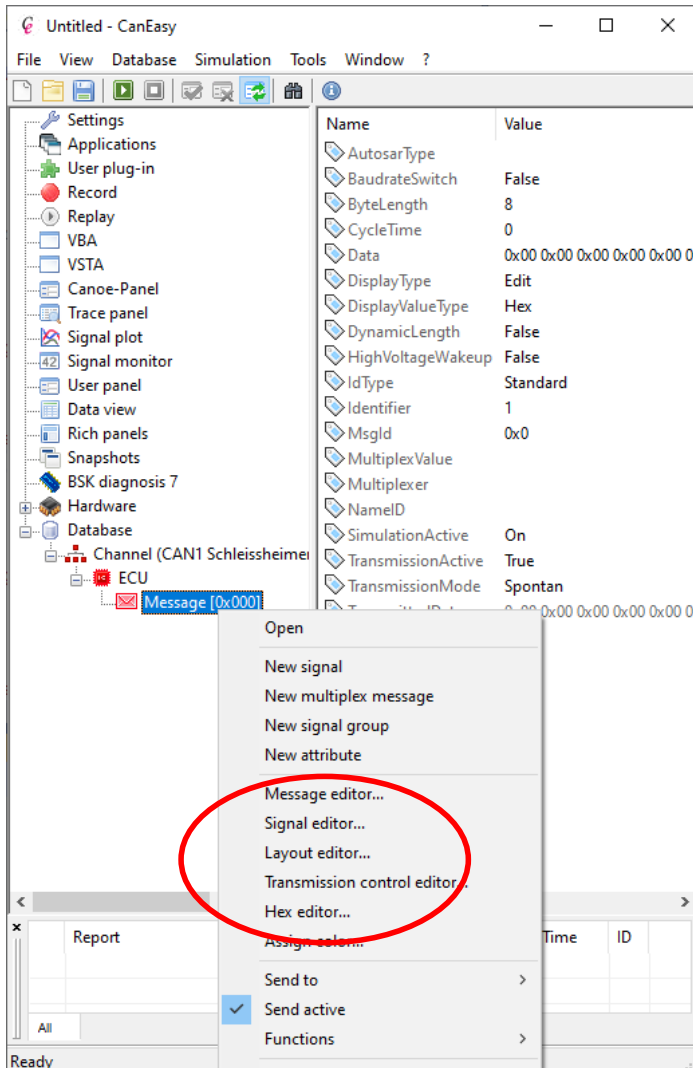 Untitled - CanEasy
File View Database Simulation Tools Window ?
Settings
Applications
User plug-in
Record
Replay
VBA
VSTA
Canoe-Panel
Trace panel
Signal plot
42 Signal monitor
User panel
Data view
Rich panels
Snapshots
BSK diagnosis 7
Hardware
Database
Channel (CAN1 Schleissheimer
ECU
Message [0x000]
Name Value
AutosarType
BaudrateSwitch False
ByteLength 8
CycleTime 0
Data 0x00 0x00 0x00 0x00 0x00 0
DisplayType Edit
DisplayValueType Hex
DynamicLength False
HighVoltageWakeup False
IdType Standard
Identifier 1
MsgId 0x0
MultiplexValue
Multiplexer
NameID
SimulationActive On
TransmissionActive True
TransmissionMode Spontan
0x00 0x00 0x00 0x00 0
Open
New signal
New multiplex message
New signal group
New attribute
Message editor...
Signal editor...
Layout editor...
Transmission control editor...
Hex editor...
Assign color...
Send to
Send active
Functions
Report Time ID
All
Ready